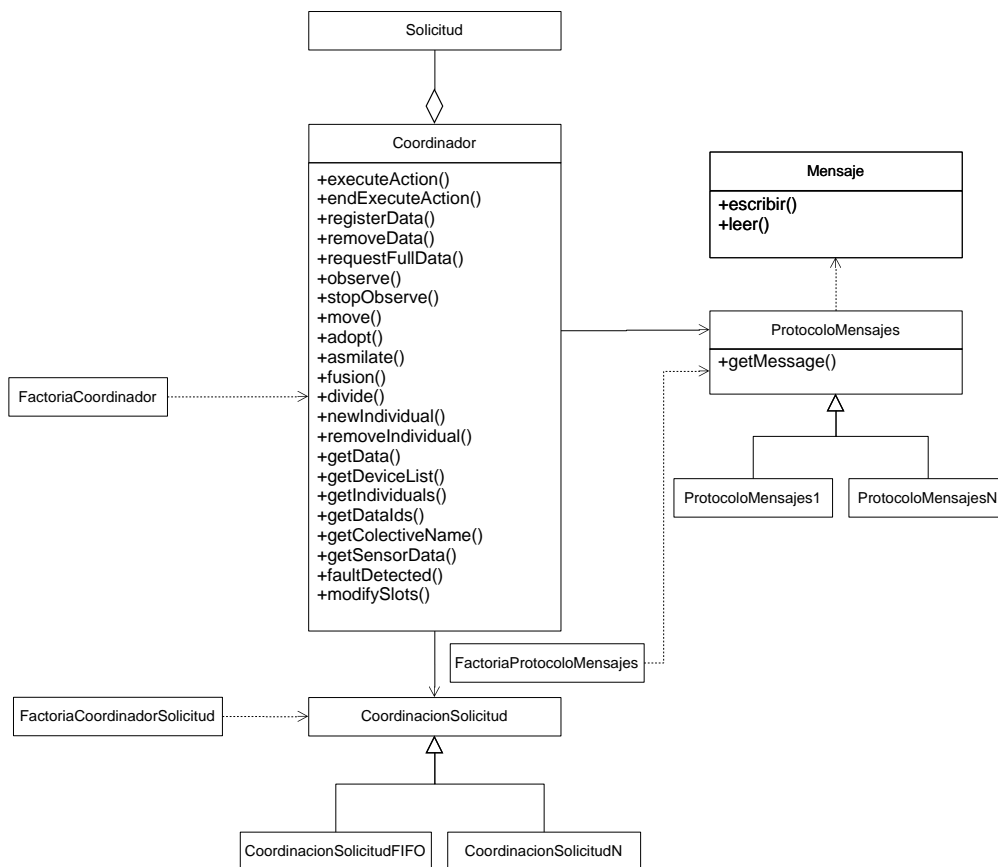 Solicitud
Coordinador
+executeAction()
+endExecuteAction()
+registerData()
+removeData()
+requestFullData()
+observe()
+stopObserve()
+move()
+adopt()
+asmilate()
+fusion()
+divide()
+newIndividual()
+removeIndividual()
+getData()
+getDeviceList()
+getIndividuals()
+getDataIds()
+getColectiveName()
+getSensorData()
+faultDetected()
+modifySlots()
Mensaje
+escribir()
+leer()
ProtocoloMensajes
+getMessage()
FactoriaCoordinador
ProtocoloMensajes1
ProtocoloMensajesN
FactoriaProtocoloMensajes
FactoriaCoordinadorSolicitud
CoordinacionSolicitud
CoordinacionSolicitudFIFO
CoordinacionSolicitudN